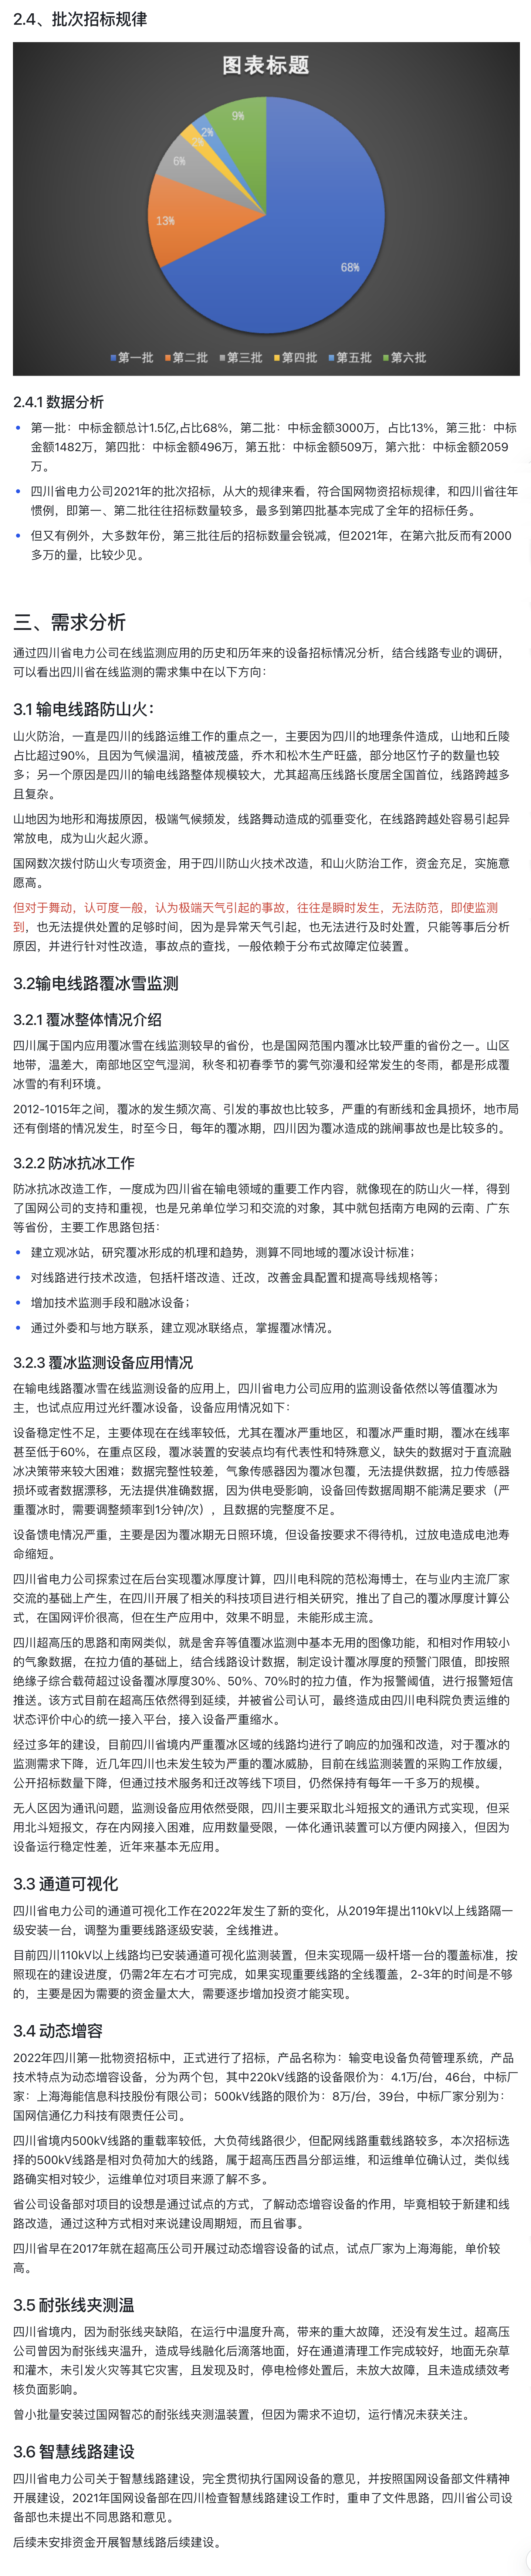 2.4、批次招标规律
图表标题
9%
2%
2%
6%
13%
68%
第一批 第二批 第三批 第四批 第五批 第六批
2.4.1 数据分析
第一批：中标金额总计1.5亿,占比68%，第二批：中标金额3000万，占比13%，第三批：中标
金额1482万，第四批：中标金额496万，第五批：中标金额509万，第六批：中标金额2059
万。
四川省电力公司2021年的批次招标，从大的规律来看，符合国网物资招标规律，和四川省往年
惯例，即第一、第二批往往招标数量较多，最多到第四批基本完成了全年的招标任务。
但又有例外，大多数年份，第三批往后的招标数量会锐减，但2021年，在第六批反而有2000
多万的量，比较少见。
三、需求分析
通过四川省电力公司在线监测应用的历史和历年来的设备招标情况分析，结合线路专业的调研，
可以看出四川省在线监测的需求集中在以下方向：
3.1 输电线路防山火：
山火防治，一直是四川的线路运维工作的重点之一，主要因为四川的地理条件造成，山地和丘陵
占比超过90%，且因为气候温润，植被茂盛，乔木和松木生产旺盛，部分地区竹子的数量也较
多；另一个原因是四川的输电线路整体规模较大，尤其超高压线路长度居全国首位，线路跨越多
且复杂。
山地因为地形和海拔原因，极端气候频发，线路舞动造成的弧垂变化，在线路跨越处容易引起异
常放电，成为山火起火源。
国网数次拨付防山火专项资金，用于四川防山火技术改造，和山火防治工作，资金充足，实施意
愿高。
但对于舞动，认可度一般，认为极端天气引起的事故，往往是瞬时发生，无法防范，即使监测
到，也无法提供处置的足够时间，因为是异常天气引起，也无法进行及时处置，只能等事后分析
原因，并进行针对性改造，事故点的查找，一般依赖于分布式故障定位装置。
3.2输电线路覆冰雪监测
3.2.1 覆冰整体情况介绍
四川属于国内应用覆冰雪在线监测较早的省份，也是国网范围内覆冰比较严重的省份之一。山区
地带，温差大，南部地区空气湿润，秋冬和初春季节的雾气弥漫和经常发生的冬雨，都是形成覆
冰雪的有利环境。
2012-1015年之间，覆冰的发生频次高、引发的事故也比较多，严重的有断线和金具损坏，地市局
还有倒塔的情况发生，时至今日，每年的覆冰期，四川因为覆冰造成的跳闸事故也是比较多的。
3.2.2 防冰抗冰工作
防冰抗冰改造工作，一度成为四川省在输电领域的重要工作内容，就像现在的防山火一样，得到
了国网公司的支持和重视，也是兄弟单位学习和交流的对象，其中就包括南方电网的云南、广东
等省份，主要工作思路包括：
建立观冰站，研究覆冰形成的机理和趋势，测算不同地域的覆冰设计标准；
对线路进行技术改造，包括杆塔改造、迁改，改善金具配置和提高导线规格等；
增加技术监测手段和融冰设备；
通过外委和与地方联系，建立观冰联络点，掌握覆冰情况。
3.2.3 覆冰监测设备应用情况
在输电线路覆冰雪在线监测设备的应用上，四川省电力公司应用的监测设备依然以等值覆冰为
主，也试点应用过光纤覆冰设备，设备应用情况如下：
设备稳定性不足，主要体现在在线率较低，尤其在覆冰严重地区，和覆冰严重时期，覆冰在线率
甚至低于60%，在重点区段，覆冰装置的安装点均有代表性和特殊意义，缺失的数据对于直流融
冰决策带来较大困难；数据完整性较差，气象传感器因为覆冰包覆，无法提供数据，拉力传感器
损坏或者数据漂移，无法提供准确数据，因为供电受影响，设备回传数据周期不能满足要求（严
重覆冰时，需要调整频率到1分钟/次），且数据的完整度不足。
设备馈电情况严重，主要是因为覆冰期无日照环境，但设备按要求不得待机，过放电造成电池寿
命缩短。
四川省电力公司探索过在后台实现覆冰厚度计算，四川电科院的范松海博士，在与业内主流厂家
交流的基础上产生，在四川开展了相关的科技项目进行相关研究，推出了自己的覆冰厚度计算公
式，在国网评价很高，但在生产应用中，效果不明显，未能形成主流。
四川超高压的思路和南网类似，就是舍弃等值覆冰监测中基本无用的图像功能，和相对作用较小
的气象数据，在拉力值的基础上，结合线路设计数据，制定设计覆冰厚度的预警门限值，即按照
绝缘子综合载荷超过设备覆冰厚度30%、50%、70%时的拉力值，作为报警阈值，进行报警短信
推送。该方式目前在超高压依然得到延续，并被省公司认可，最终造成由四川电科院负责运维的
状态评价中心的统一接入平台，接入设备严重缩水。
经过多年的建设，目前四川省境内严重覆冰区域的线路均进行了响应的加强和改造，对于覆冰的
监测需求下降，近几年四川也未发生较为严重的覆冰威胁，目前在线监测装置的采购工作放缓，
公开招标数量下降，但通过技术服务和迁改等线下项目，仍然保持有每年一千多万的规模。
无人区因为通讯问题，监测设备应用依然受限，四川主要采取北斗短报文的通讯方式实现，但采
用北斗短报文，存在内网接入困难，应用数量受限，一体化通讯装置可以方便内网接入，但因为
设备运行稳定性差，近年来基本无应用。
3.3 通道可视化
四川省电力公司的通道可视化工作在2022年发生了新的变化，从2019年提出110kV以上线路隔一
级安装一台，调整为重要线路逐级安装，全线推进。
目前四川110kV以上线路均已安装通道可视化监测装置，但未实现隔一级杆塔一台的覆盖标准，按
照现在的建设进度，仍需2年左右才可完成，如果实现重要线路的全线覆盖，2-3年的时间是不够
的，主要是因为需要的资金量太大，需要逐步增加投资才能实现。
3.4 动态增容
2022年四川第一批物资招标中，正式进行了招标，产品名称为：输变电设备负荷管理系统，产品
技术特点为动态增容设备，分为两个包，其中220kV线路的设备限价为：4.1万/台，46台，中标厂
家：上海海能信息科技股份有限公司；500kV线路的限价为：8万/台，39台，中标厂家分别为：
国网信通亿力科技有限责任公司。
四川省境内500kV线路的重载率较低，大负荷线路很少，但配网线路重载线路较多，本次招标选
择的500kV线路是相对负荷加大的线路，属于超高压西昌分部运维，和运维单位确认过，类似线
路确实相对较少，运维单位对项目来源了解不多。
省公司设备部对项目的设想是通过试点的方式，了解动态增容设备的作用，毕竟相较于新建和线
路改造，通过这种方式相对来说建设周期短，而且省事。
四川省早在2017年就在超高压公司开展过动态增容设备的试点，试点厂家为上海海能，单价较
高。
3.5 耐张线夹测温
四川省境内，因为耐张线夹缺陷，在运行中温度升高，带来的重大故障，还没有发生过。超高压
公司曾因为耐张线夹温升，造成导线融化后滴落地面，好在通道清理工作完成较好，地面无杂草
和灌木，未引发火灾等其它灾害，且发现及时，停电检修处置后，未放大故障，且未造成绩效考
核负面影响。
曾小批量安装过国网智芯的耐张线夹测温装置，但因为需求不迫切，运行情况未获关注。
3.6 智慧线路建设
四川省电力公司关于智慧线路建设，完全贯彻执行国网设备的意见，并按照国网设备部文件精神
开展建设，2021年国网设备部在四川检查智慧线路建设工作时，重申了文件思路，四川省公司设
备部也未提出不同思路和意见。
后续未安排资金开展智慧线路后续建设。